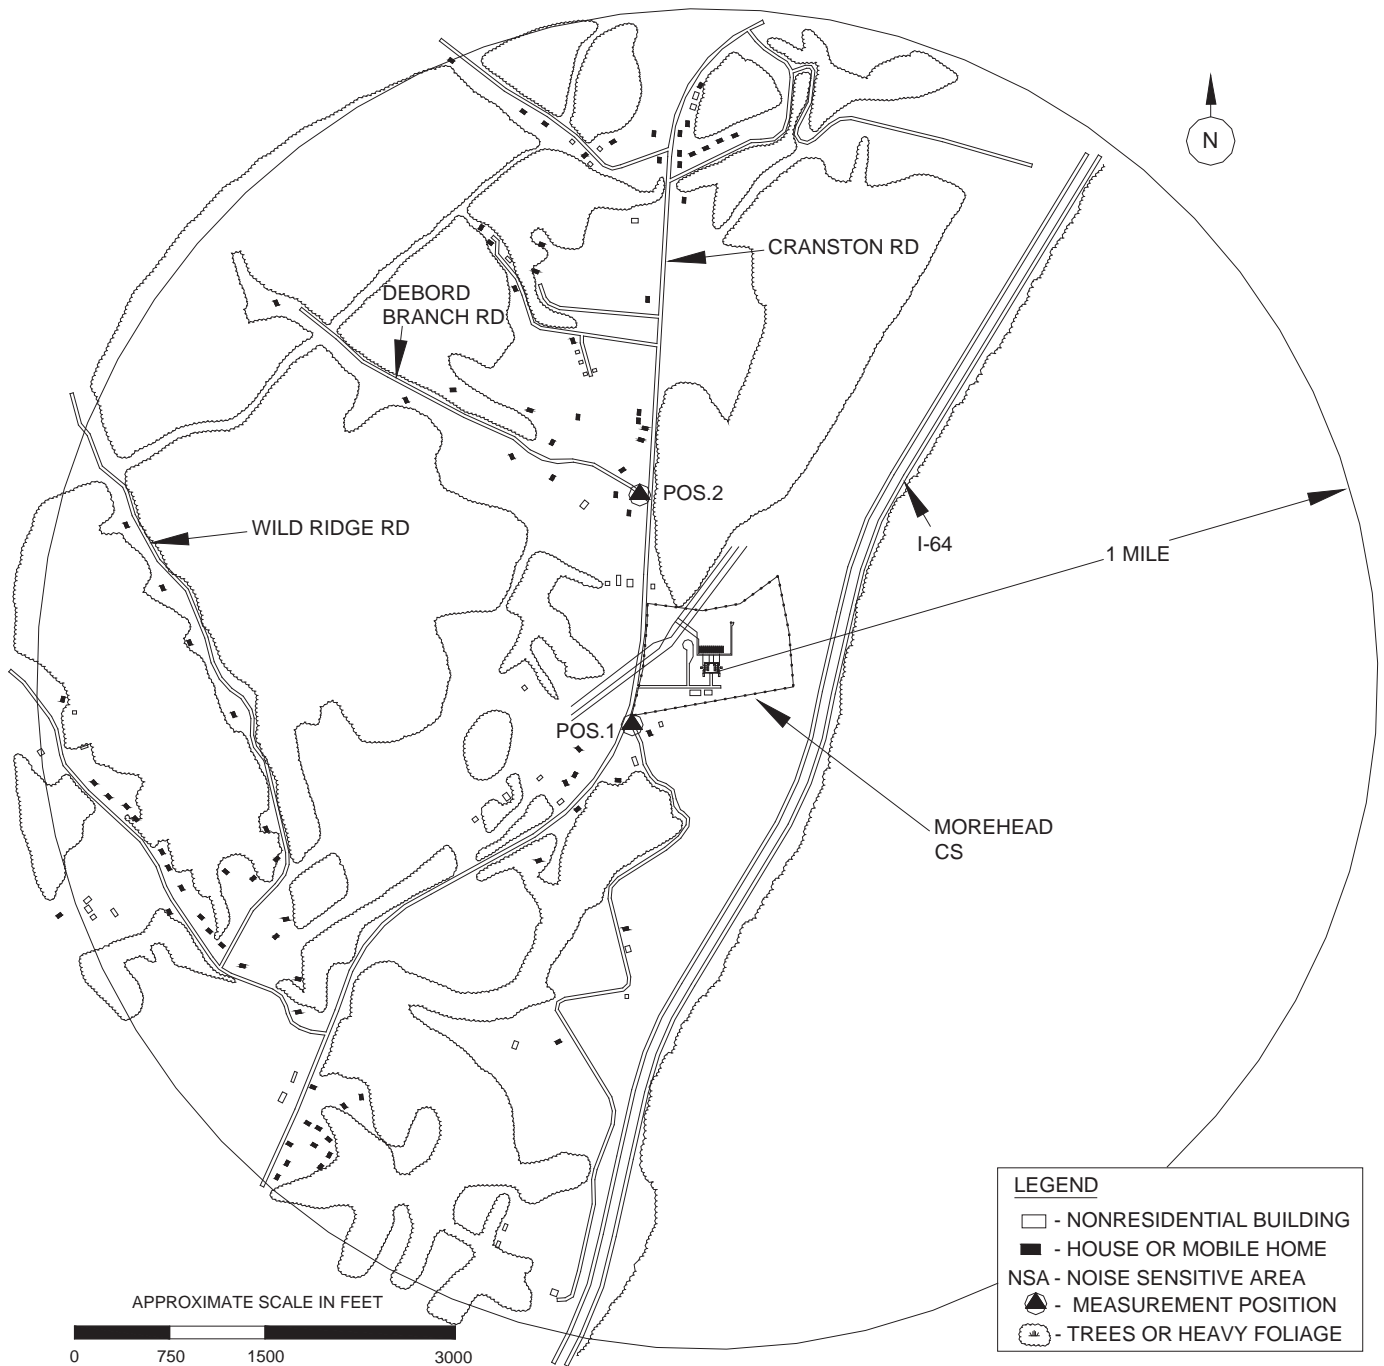 N
CRANSTON RD
DEBORD
BRANCH RD
POS.2
WILD RIDGE RD
I-64
1 MILE
POS.1
MOREHEAD
CS
LEGEND
- NONRESIDENTIAL BUILDING
- HOUSE OR MOBILE HOME
NSA - NOISE SENSITIVE AREA
- MEASUREMENT POSITION
- TREES OR HEAVY FOLIAGE
APPROXIMATE SCALE IN FEET
0 750 1500 3000